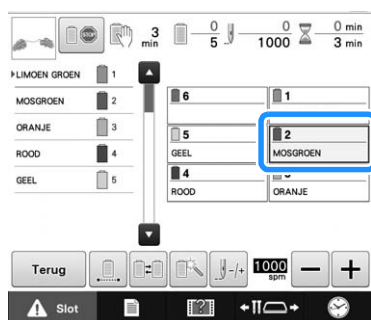 STOP 3 min 0 5 0 1000 0 min 3 min
LIMOEN GROEN 1
MOSGROEN 2
ORANJE 3
ROOD 4
GEEL 5
6 1
5 2
GEEL MOSGROEN
4
ROOD ORANJE
Terug -/+ 1000 spm − +
Slot